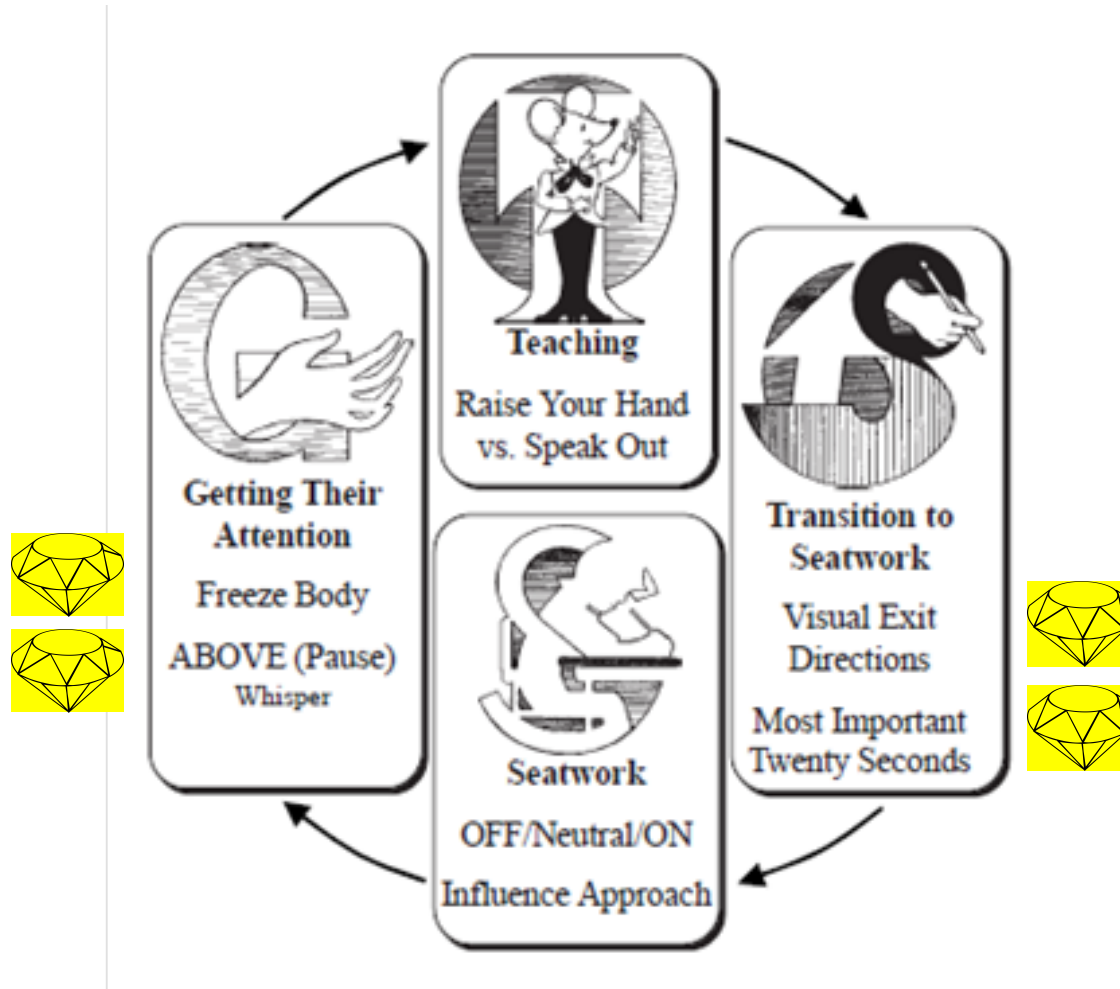 Teaching
Raise Your Hand
vs. Speak Out
Getting Their
Attention
Freeze Body
ABOVE (Pause)
Whisper
Transition to
Seatwork
Visual Exit
Directions
Most Important
Twenty Seconds
Seatwork
OFF/Neutral/ON
Influence Approach